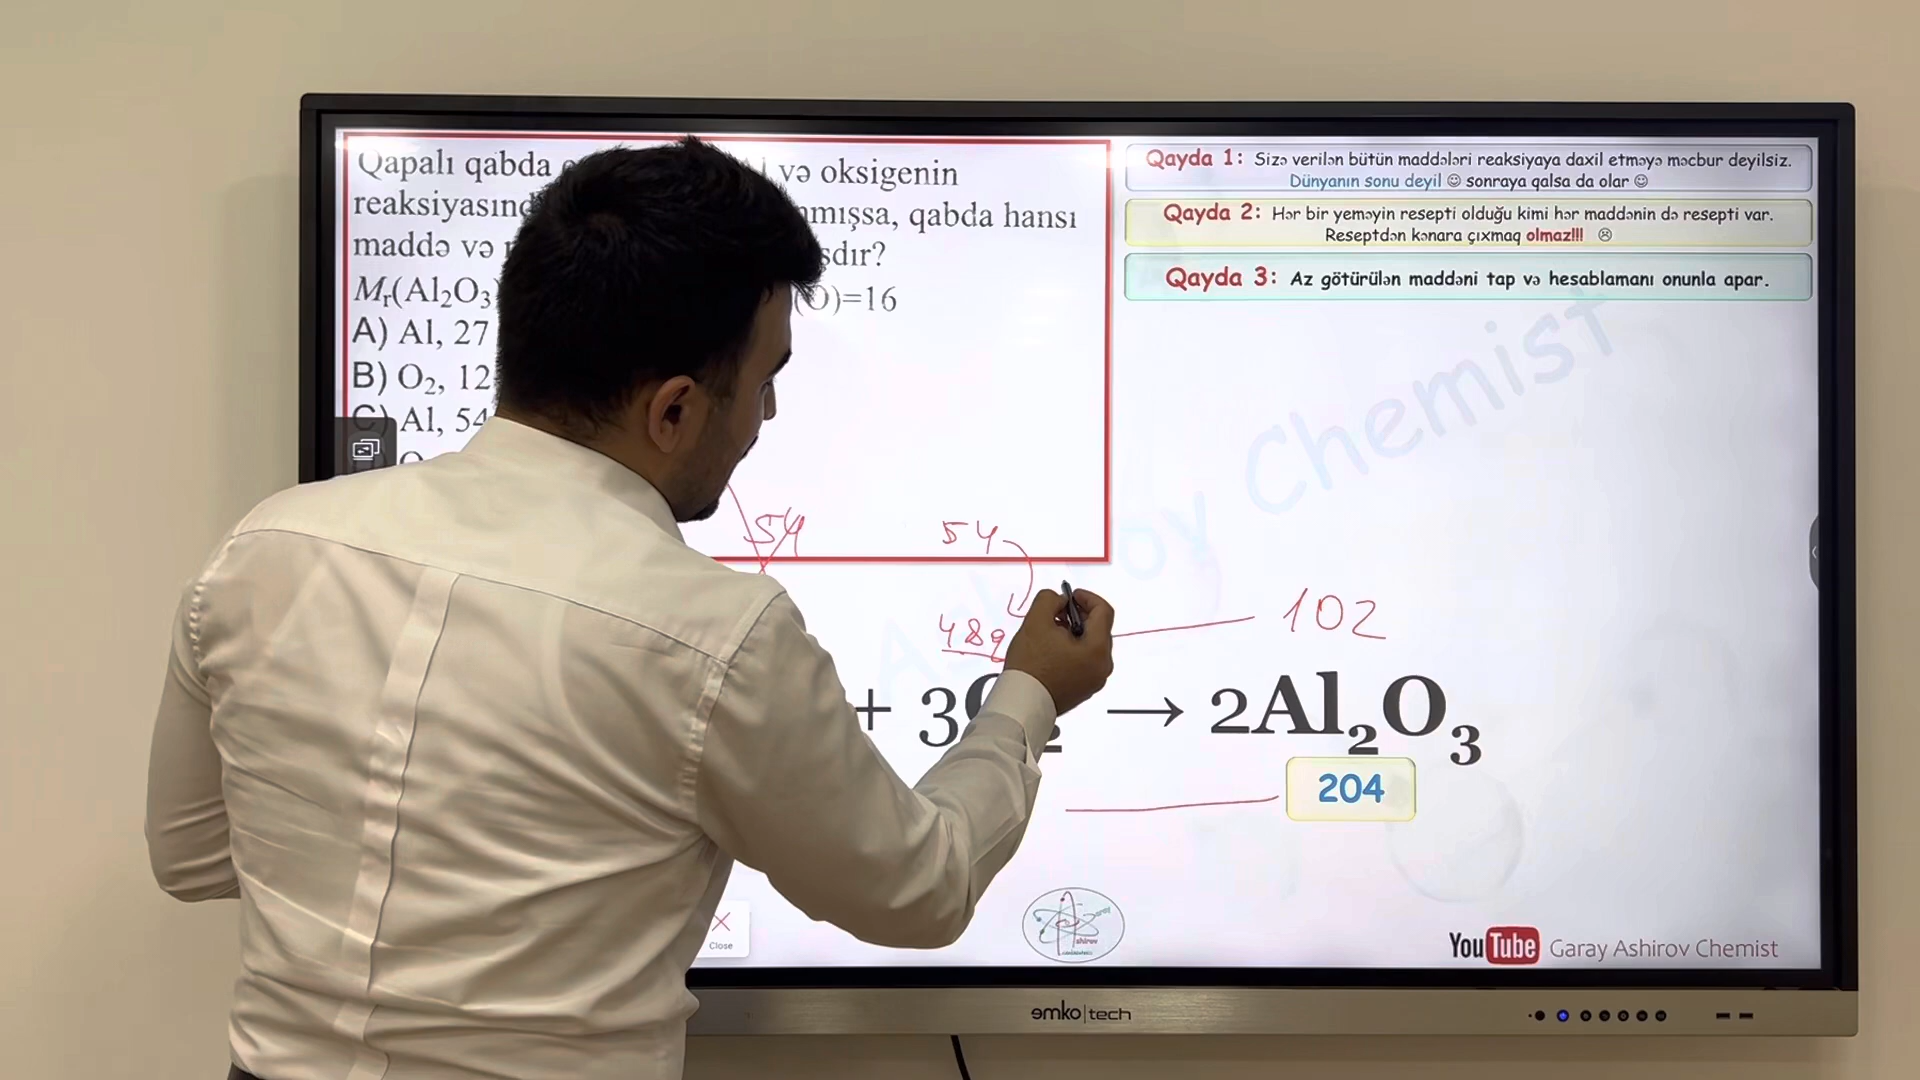 Qapalı qabda və oksigenin
reaksiyasınd nmışsa, qabda hansı
maddə və sdır?
Mr(Al₂O₃) (O)=16
A) Al, 27
B) O₂, 12
C) Al, 54
54
54
48g
102
+ 3O₂ → 2Al₂O₃
204
Qayda 1: Sizə verilən bütün maddələri reaksiyaya daxil etməyə məcbur deyilsiz.
Dünyanın sonu deyil ☺ sonraya qalsa da olar ☺
Qayda 2: Hər bir yeməyin resepti olduğu kimi hər maddənin də resepti var.
Reseptdən kənara çıxmaq olmaz!!! ☹
Qayda 3: Az götürülən maddəni tap və hesablamanı onunla apar.
Ashirov Chemist
Close
YouTube Garay Ashirov Chemist
emko|tech